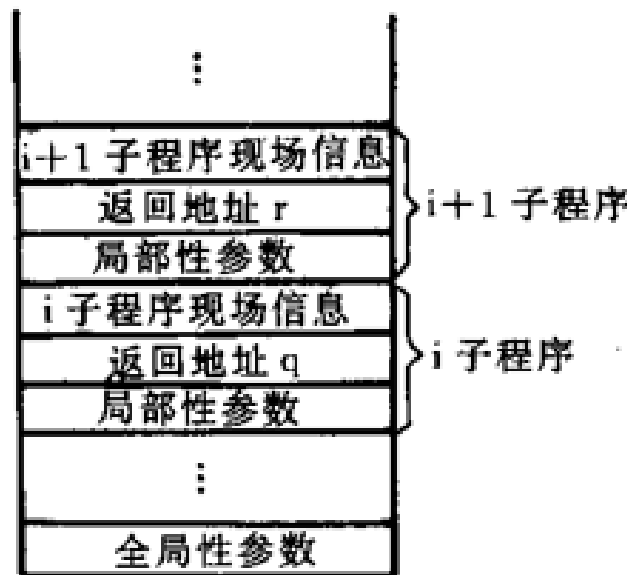 ⋮
i+1 子程序现场信息
返回地址 r
i+1 子程序
局部性参数
i 子程序现场信息
返回地址 q
i 子程序
局部性参数
⋮
全局性参数